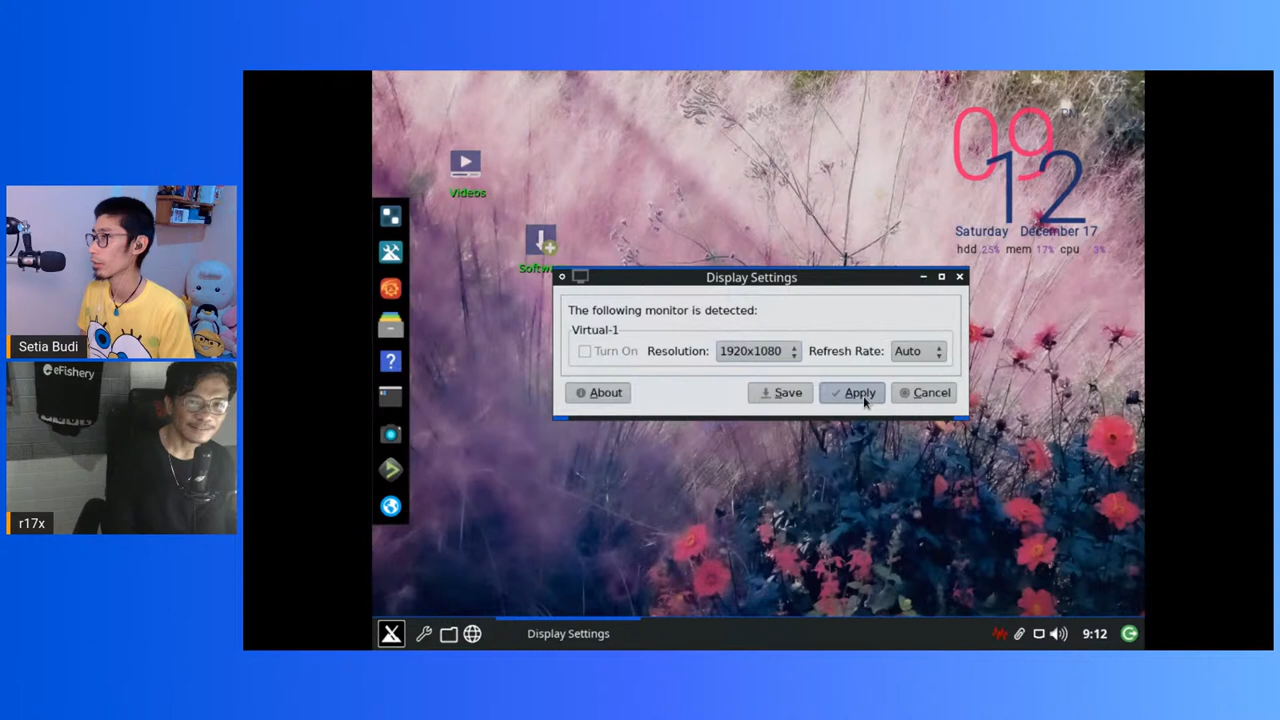 09
12
Saturday December 17
hdd 25% mem 17% cpu 3%
Videos
Softw
Display Settings
The following monitor is detected:
Virtual-1
Turn On Resolution: 1920x1080 Refresh Rate: Auto
About Save Apply Cancel
Setia Budi
eFishery
r17x
Display Settings
9:12